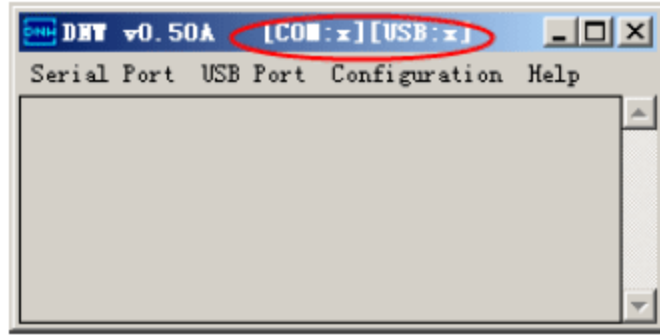 DNW v0.50A [COM:x][USB:x]
Serial Port USB Port Configuration Help